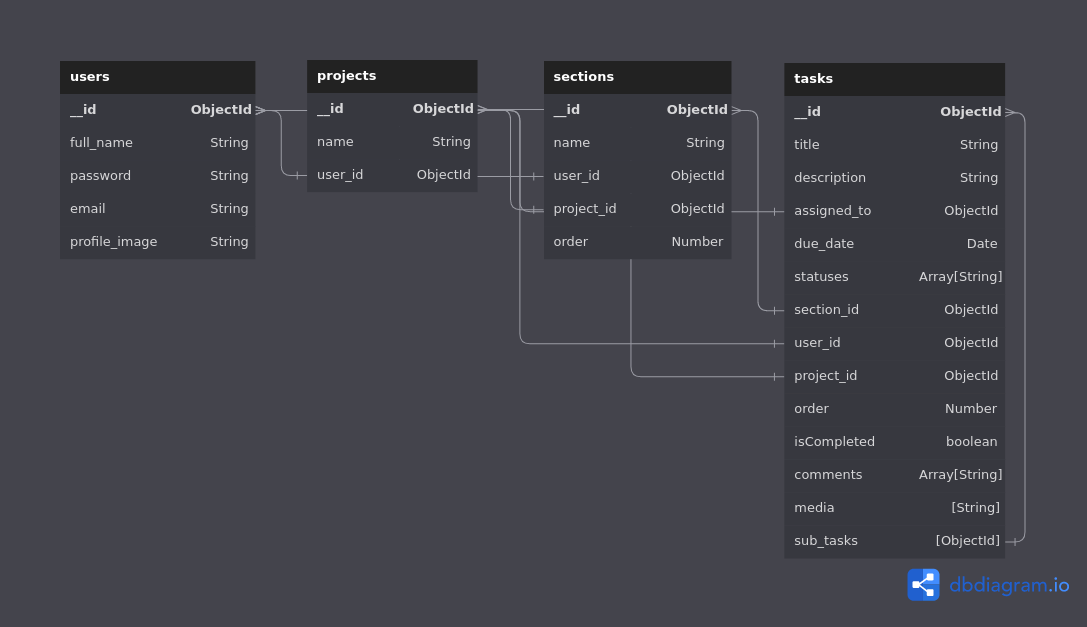 users
__id ObjectId
full_name String
password String
email String
profile_image String
projects
__id ObjectId
name String
user_id ObjectId
sections
__id ObjectId
name String
user_id ObjectId
project_id ObjectId
order Number
tasks
__id ObjectId
title String
description String
assigned_to ObjectId
due_date Date
statuses Array[String]
section_id ObjectId
user_id ObjectId
project_id ObjectId
order Number
isCompleted boolean
comments Array[String]
media [String]
sub_tasks [ObjectId]
dbdiagram.io